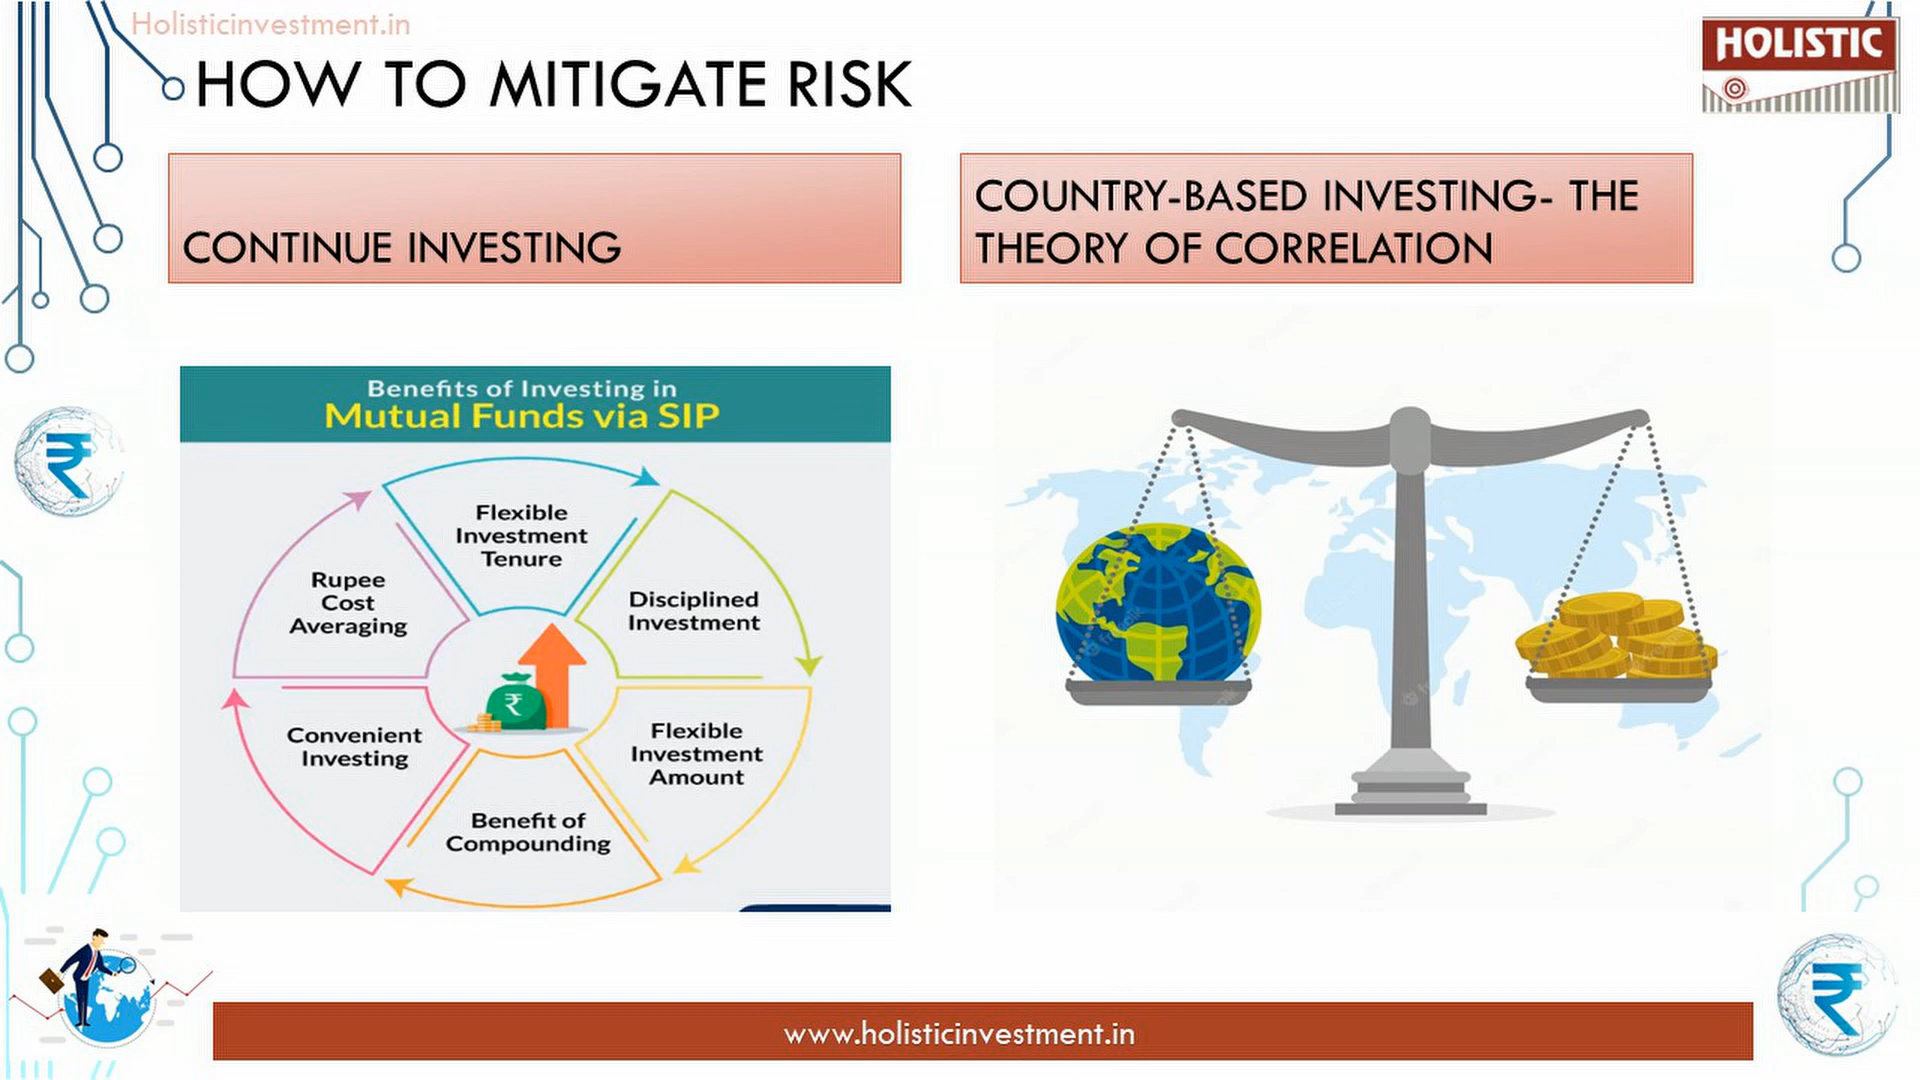 Holisticinvestment.in
HOLISTIC
HOW TO MITIGATE RISK
CONTINUE INVESTING
COUNTRY-BASED INVESTING- THE
THEORY OF CORRELATION
Benefits of Investing in
Mutual Funds via SIP
Flexible
Investment
Tenure
Disciplined
Investment
Flexible
Investment
Amount
Benefit of
Compounding
Convenient
Investing
Rupee
Cost
Averaging
₹
₹
₹
www.holisticinvestment.in